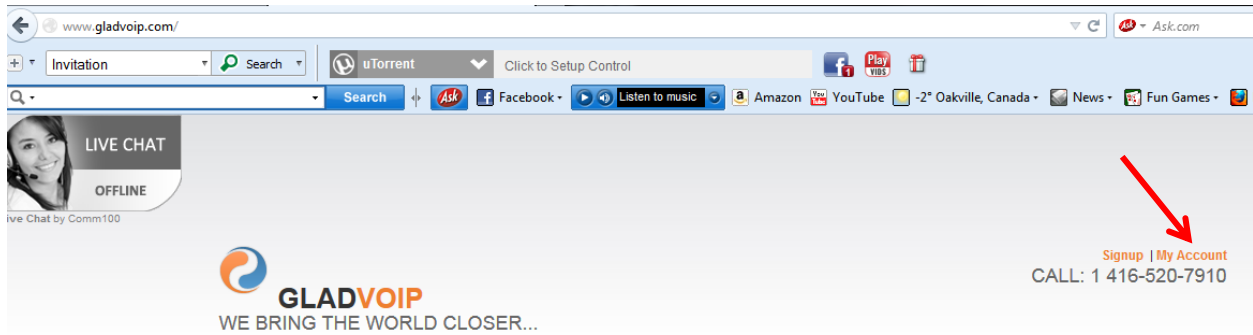 www.gladvoip.com/
Ask.com
Invitation Search uTorrent Click to Setup Control Play VIDS
Search Ask Facebook Listen to music Amazon YouTube -2° Oakville, Canada News Fun Games
LIVE CHAT
OFFLINE
ive Chat by Comm100
Signup | My Account
CALL: 1 416-520-7910
GLADVOIP
WE BRING THE WORLD CLOSER...